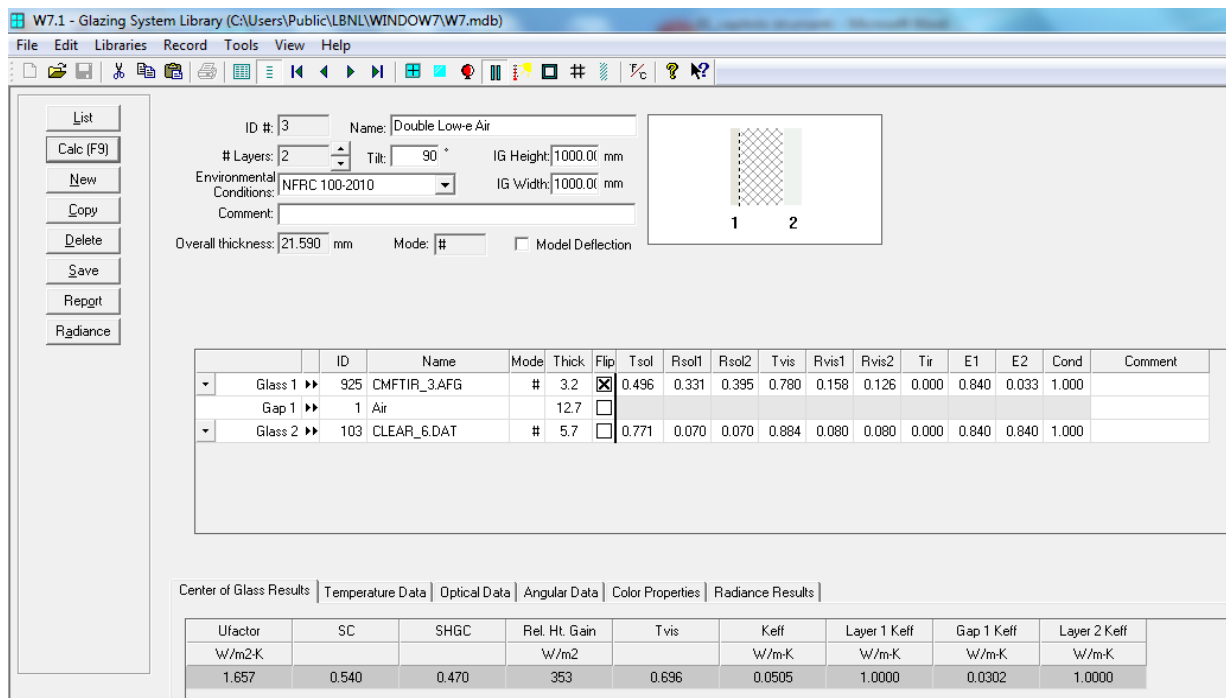 W7.1 - Glazing System Library (C:\Users\Public\LBNL\WINDOW7\W7.mdb)
File Edit Libraries Record Tools View Help
List
Calc (F9)
New
Copy
Delete
Save
Report
Radiance
ID #: 3 Name: Double Low-e Air
# Layers: 2 Tilt: 90 ° IG Height: 1000.0( mm
Environmental Conditions: NFRC 100-2010 IG Width: 1000.0( mm
Comment:
Overall thickness: 21.590 mm Mode: # Model Deflection
1 2
ID Name Mode Thick Flip Tsol Rsol1 Rsol2 Tvis Rvis1 Rvis2 Tir E1 E2 Cond Comment
Glass 1 925 CMFTIR_3.AFG # 3.2 0.496 0.331 0.395 0.780 0.158 0.126 0.000 0.840 0.033 1.000
Gap 1 1 Air 12.7
Glass 2 103 CLEAR_6.DAT # 5.7 0.771 0.070 0.070 0.884 0.080 0.080 0.000 0.840 0.840 1.000
Center of Glass Results Temperature Data Optical Data Angular Data Color Properties Radiance Results
Ufactor SC SHGC Rel. Ht. Gain Tvis Keff Layer 1 Keff Gap 1 Keff Layer 2 Keff
W/m2-K W/m2 W/m-K W/m-K W/m-K W/m-K
1.657 0.540 0.470 353 0.696 0.0505 1.0000 0.0302 1.0000